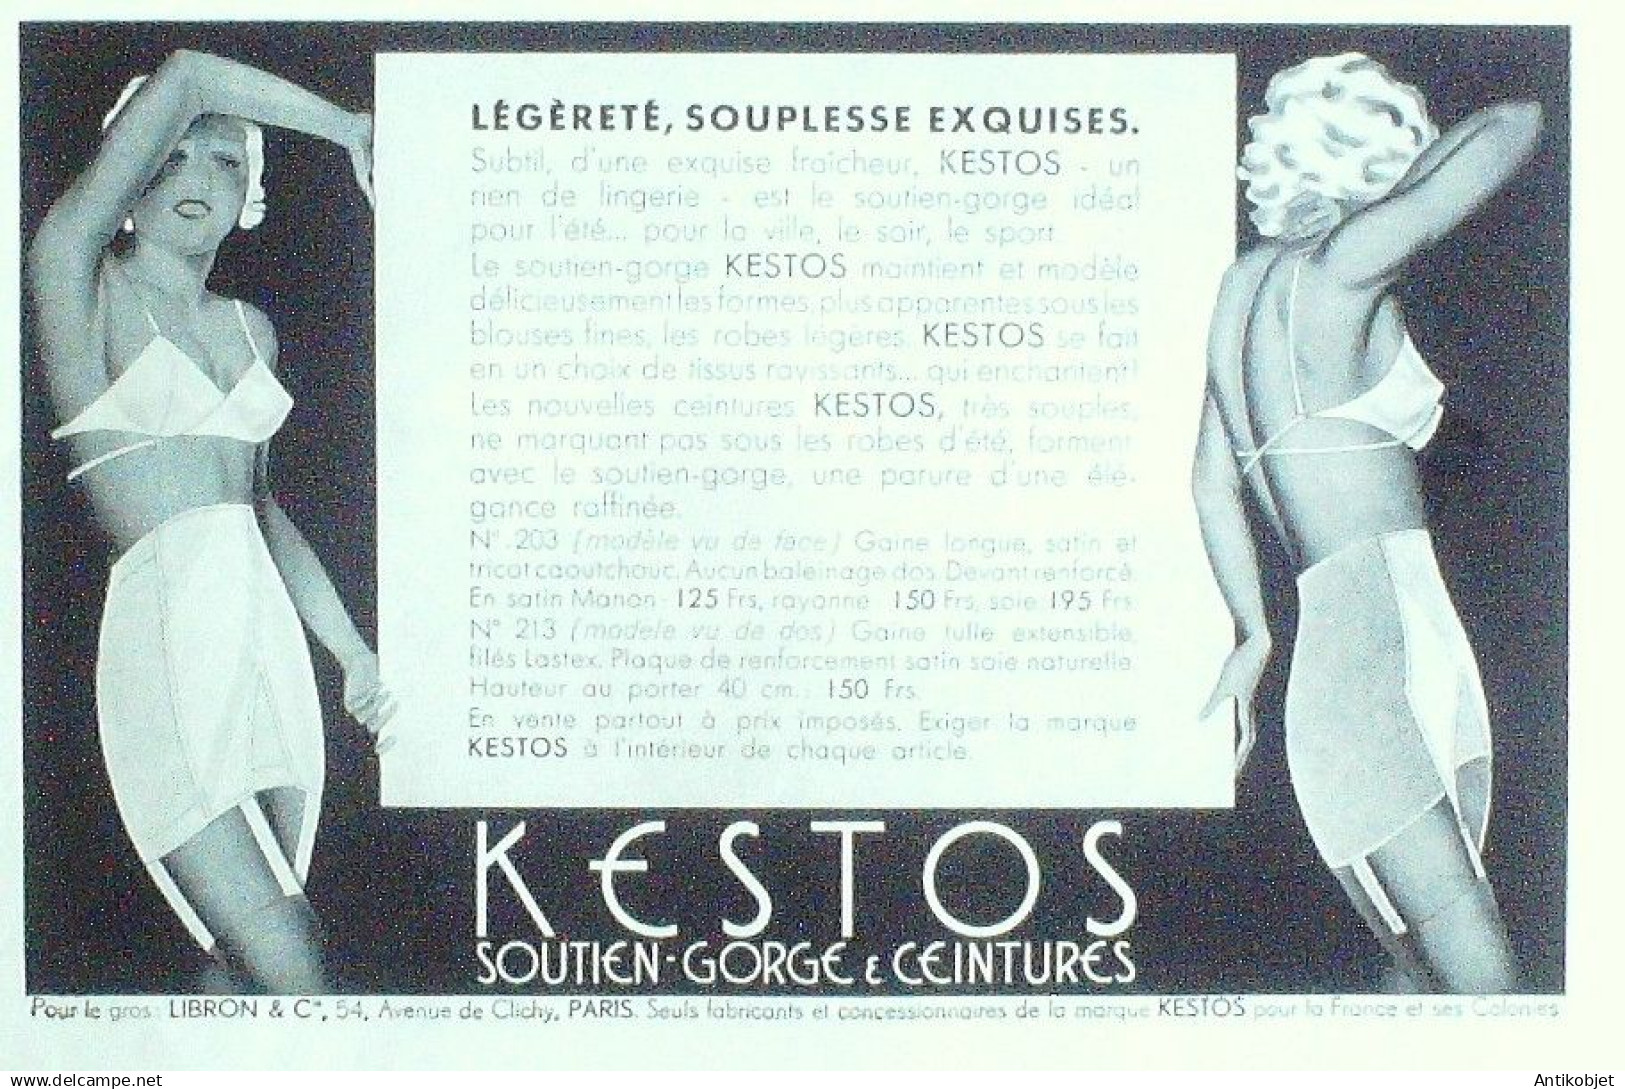 LÉGÈRETÉ, SOUPLESSE EXQUISES.
Subtil, d'une exquise fraîcheur, KESTOS - un
rien de lingerie - est le soutien-gorge idéal
pour l'été... pour la ville, le soir, le sport.
Le soutien-gorge KESTOS maintient et modèle
délicieusement les formes, plus apparentes sous les
blouses fines, les robes légères. KESTOS se fait
en un choix de tissus ravissants... qui enchantent!
Les nouvelles ceintures KESTOS, très souples,
ne marquant pas sous les robes d'été, forment
avec le soutien-gorge, une parure d'une élé-
gance raffinée.
N° 203 (modèle vu de face) Gaine longue, satin et
tricot caoutchouc. Aucun baleinage dos. Devant renforcé.
En satin Manon 125 Frs, rayonne 150 Frs, soie 195 Frs.
N° 213 (modele vu de dos) Gaine tulle extensible,
filés Lastex. Plaque de renforcement satin soie naturelle.
Hauteur au porter 40 cm.: 150 Frs.
En vente partout à prix imposés. Exiger la marque
KESTOS à l'intérieur de chaque article.
KESTOS
SOUTIEN-GORGE & CEINTURES
Pour le gros: LIBRON & Cie, 54, Avenue de Clichy, PARIS. Seuls fabricants et concessionnaires de la marque KESTOS pour la France et ses Colonies
Antikobjet